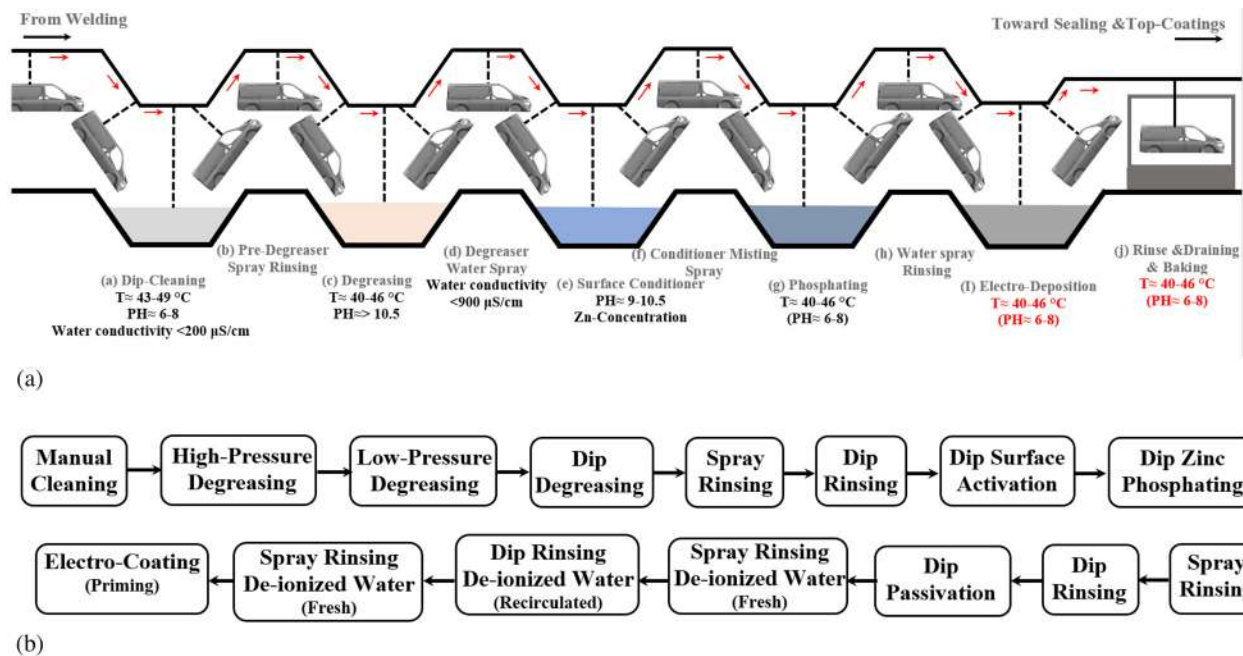 From Welding
Toward Sealing &Top-Coatings
(a) Dip-Cleaning
T≈ 43-49 °C
PH≈ 6-8
Water conductivity <200 µS/cm
(b) Pre-Degreaser
Spray Rinsing
(c) Degreasing
T≈ 40-46 °C
PH≈> 10.5
(d) Degreaser
Water Spray
Water conductivity
<900 µS/cm
(e) Surface Conditioner
PH≈ 9-10.5
Zn-Concentration
(f) Conditioner Misting
Spray
(g) Phosphating
T≈ 40-46 °C
(PH≈ 6-8)
(h) Water spray
Rinsing
(I) Electro-Deposition
T≈ 40-46 °C
(PH≈ 6-8)
(j) Rinse &Draining
& Baking
T≈ 40-46 °C
(PH≈ 6-8)
(a)
Manual
Cleaning
High-Pressure
Degreasing
Low-Pressure
Degreasing
Dip
Degreasing
Spray
Rinsing
Dip
Rinsing
Dip Surface
Activation
Dip Zinc
Phosphating
Electro-Coating
(Priming)
Spray Rinsing
De-ionized Water
(Fresh)
Dip Rinsing
De-ionized Water
(Recirculated)
Spray Rinsing
De-ionized Water
(Fresh)
Dip
Passivation
Dip
Rinsing
Spray
Rinsing
(b)